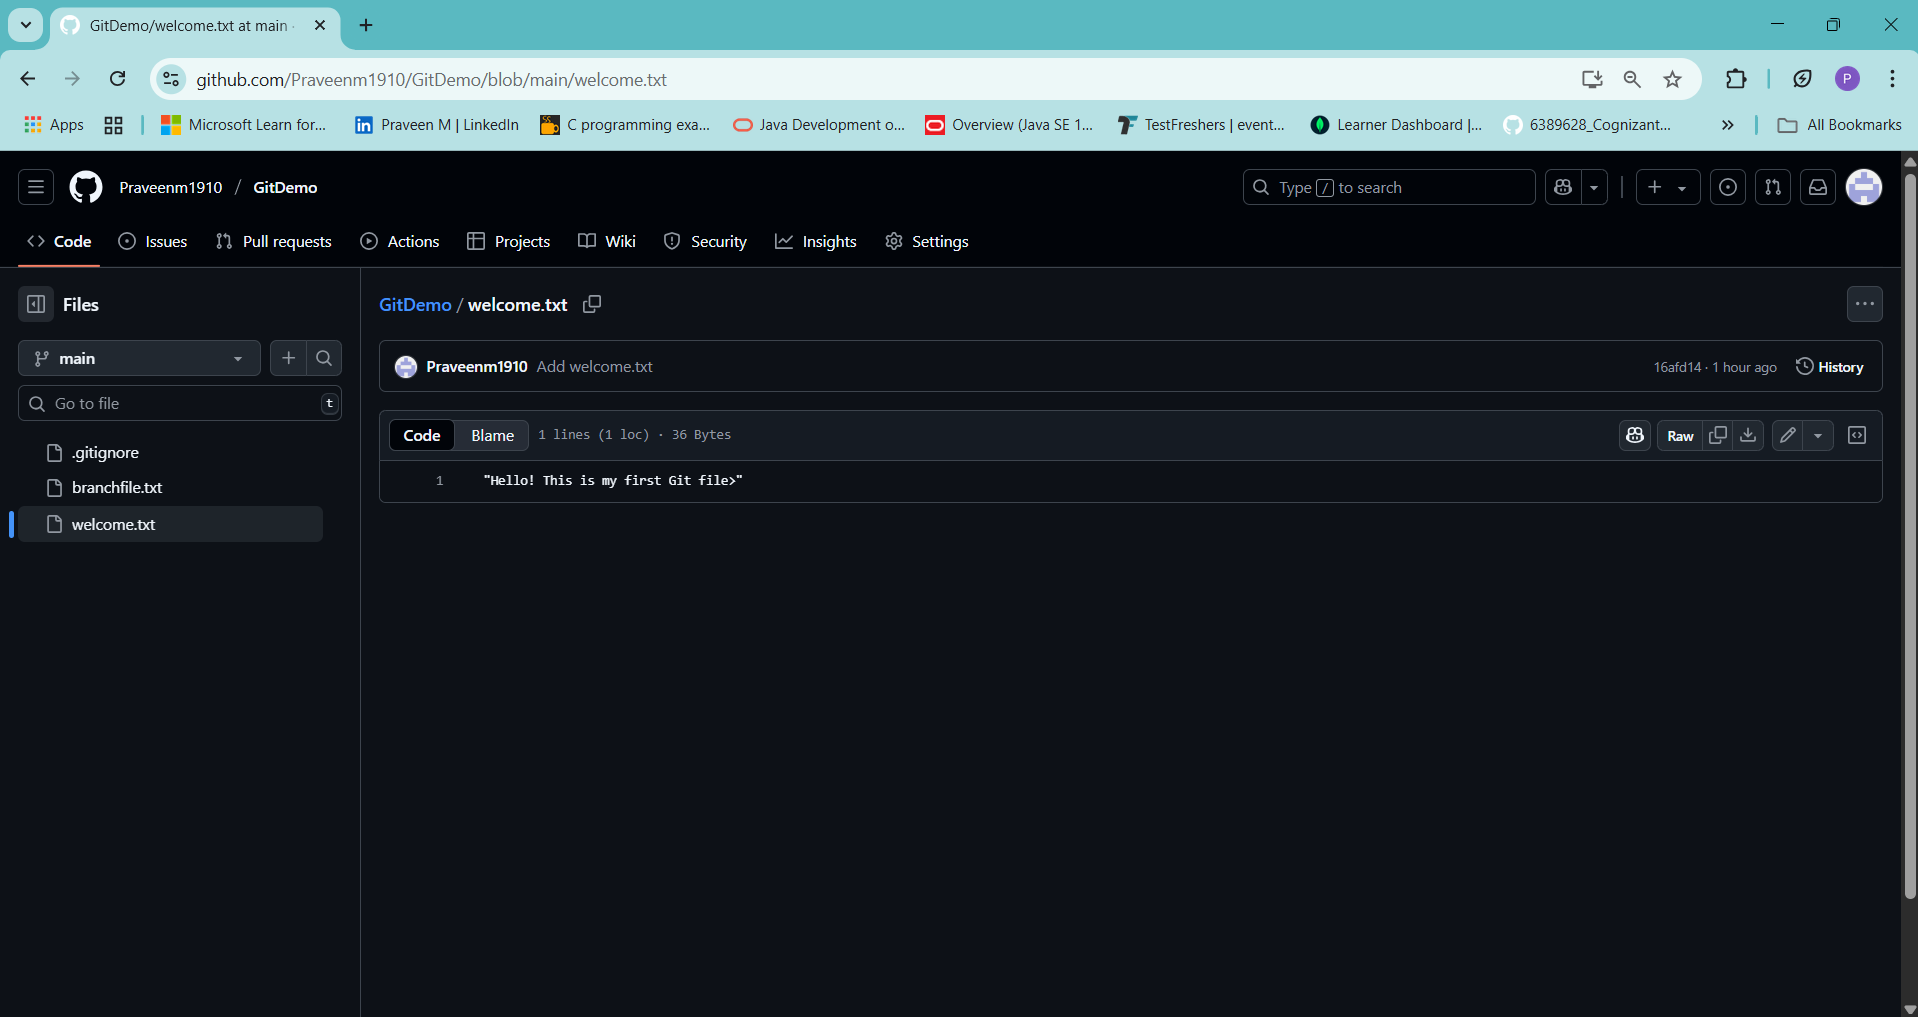 GitDemo/welcome.txt at main ·
github.com/Praveenm1910/GitDemo/blob/main/welcome.txt
P
Apps
Microsoft Learn for...
in Praveen M | LinkedIn
C programming exa...
Java Development o...
Overview (Java SE 1...
TestFreshers | event...
Learner Dashboard |...
6389628_Cognizant...
All Bookmarks
Praveenm1910 / GitDemo
Type / to search
Code
Issues
Pull requests
Actions
Projects
Wiki
Security
Insights
Settings
Files
main
Go to file
t
.gitignore
branchfile.txt
welcome.txt
GitDemo / welcome.txt
Praveenm1910 Add welcome.txt
16afd14 · 1 hour ago
History
Code
Blame
1 lines (1 loc) · 36 Bytes
Raw
1 "Hello! This is my first Git file>"